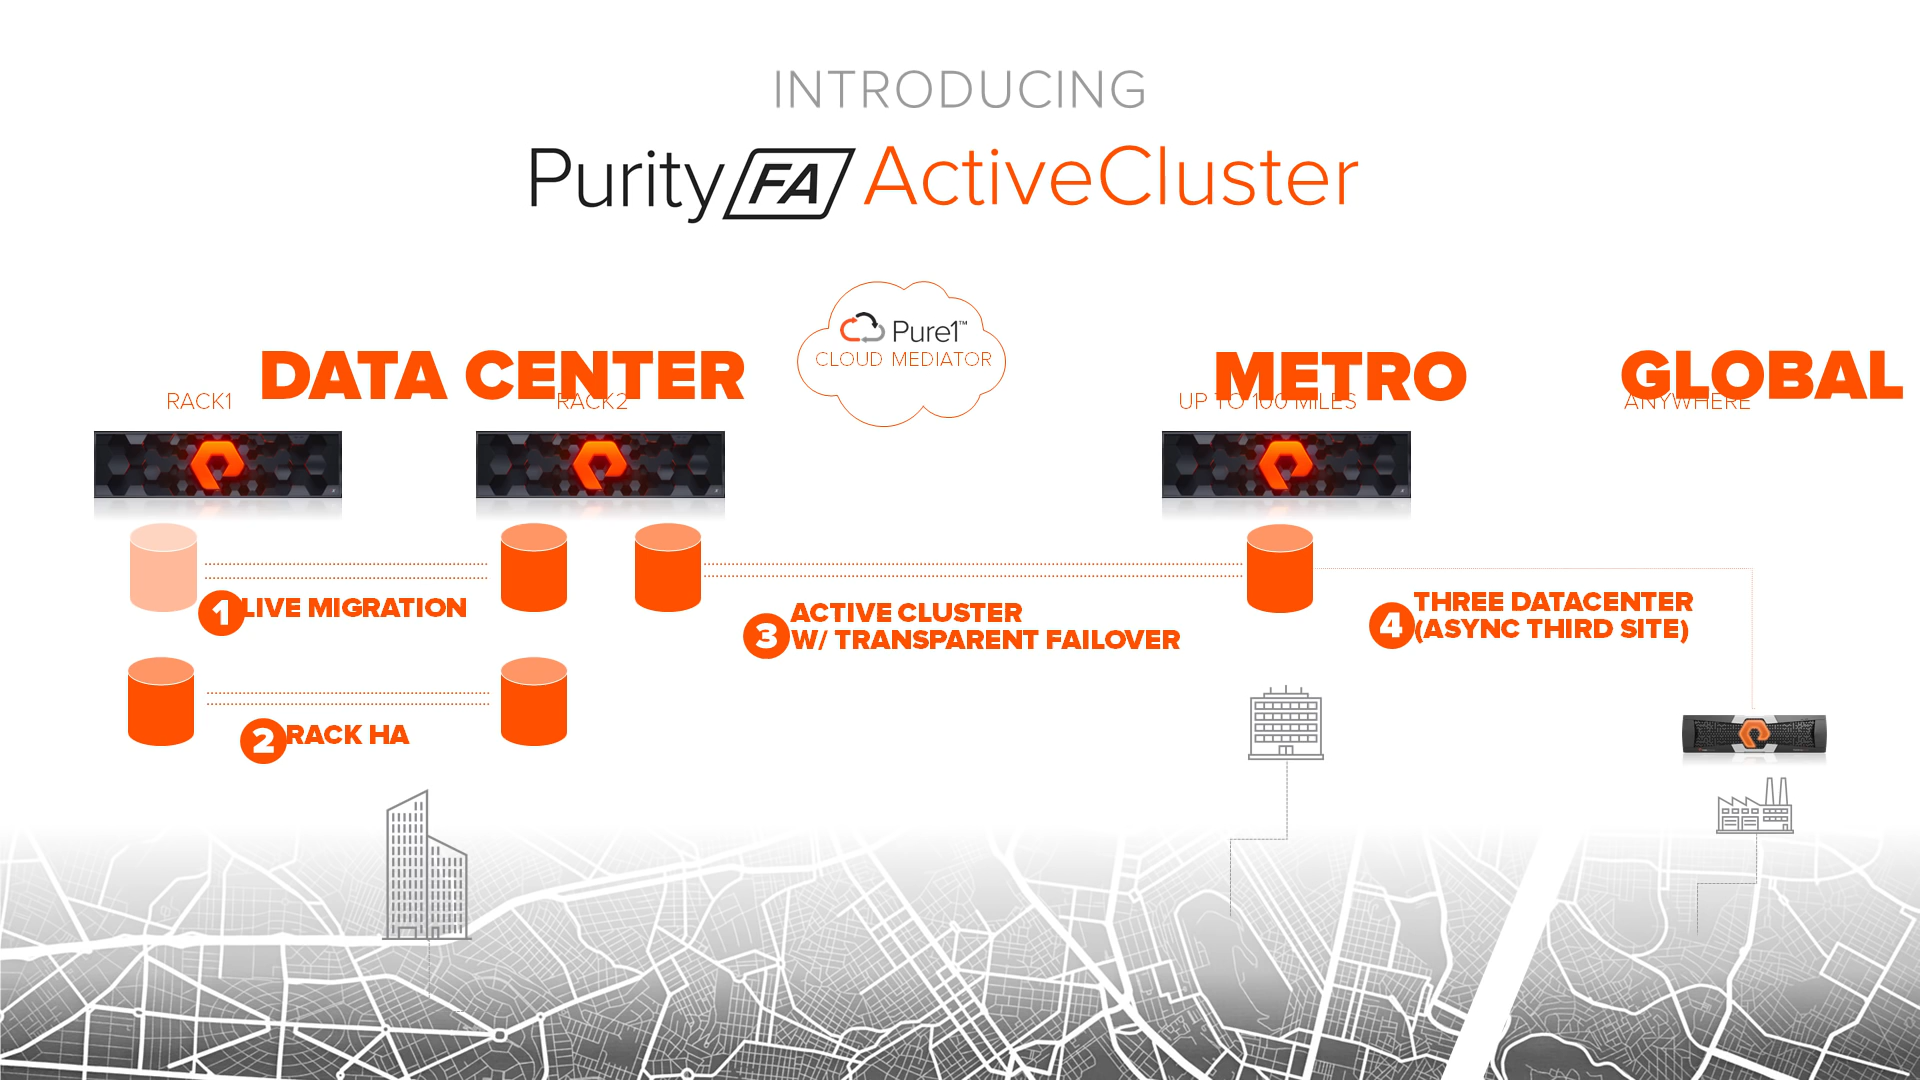 INTRODUCING
Purity FA ActiveCluster
Pure1™
CLOUD MEDIATOR
DATA CENTER
METRO
GLOBAL
RACK1
RACK2
UP TO 100 MILES
ANYWHERE
1 LIVE MIGRATION
2 RACK HA
3 ACTIVE CLUSTER
W/ TRANSPARENT FAILOVER
4 THREE DATACENTER
(ASYNC THIRD SITE)